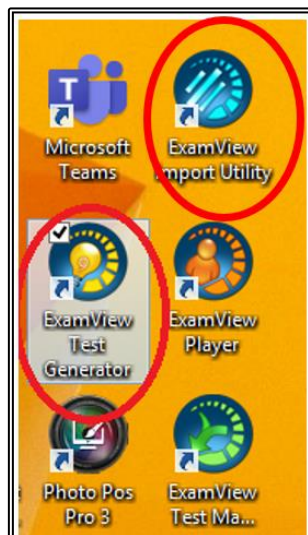 Microsoft
Teams
ExamView
Import Utility
ExamView
Test
Generator
ExamView
Player
Photo Pos
Pro 3
ExamView
Test Ma...